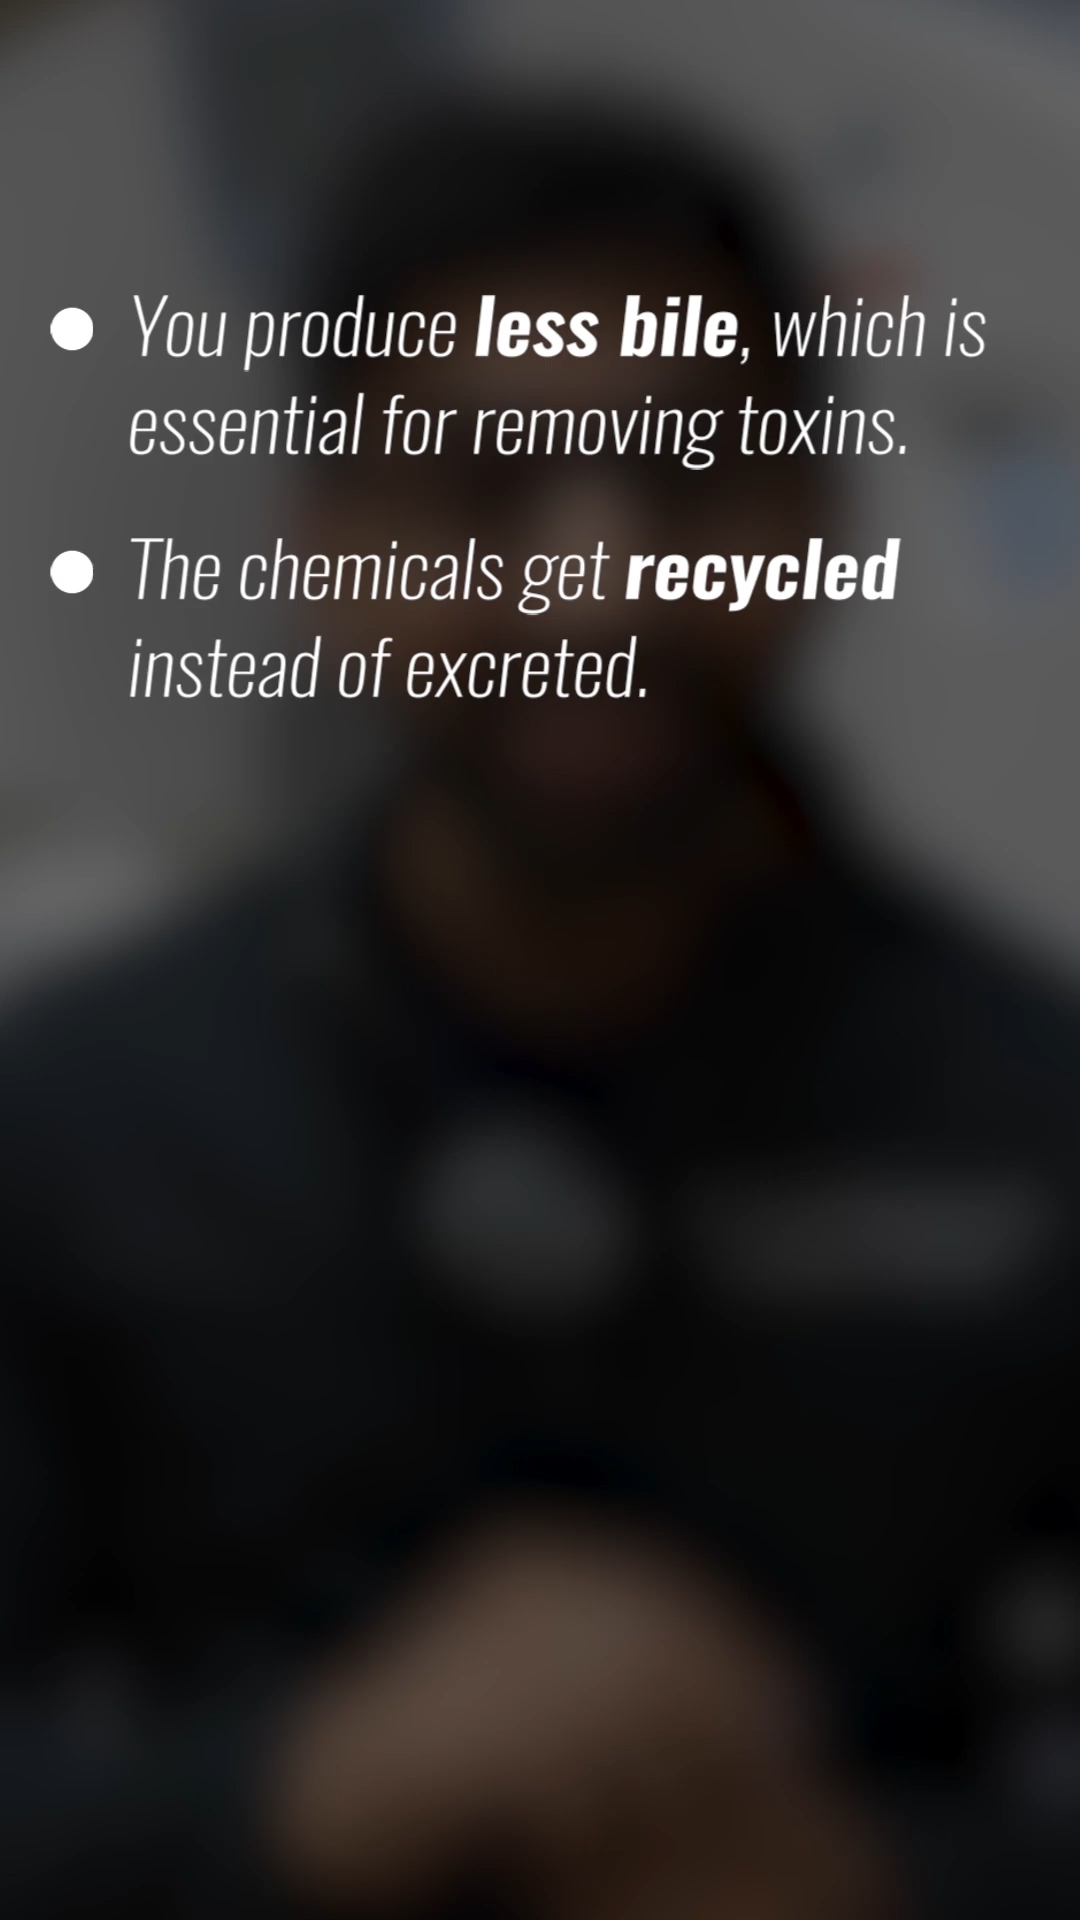 You produce less bile, which is
essential for removing toxins.
The chemicals get recycled
instead of excreted.